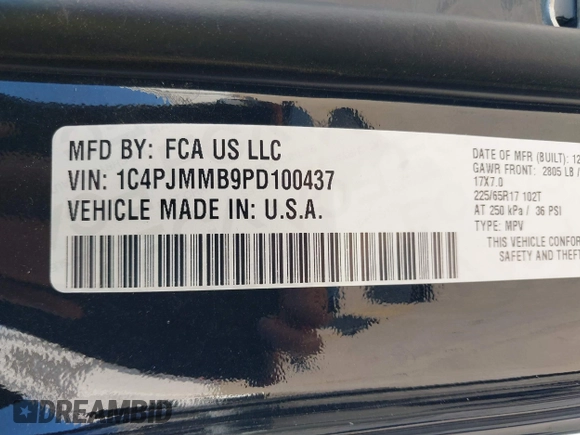 MFD BY: FCA US LLC
VIN: 1C4PJMMB9PD100437
VEHICLE MADE IN: U.S.A.
DATE OF MFR (BUILT): 12
GAWR FRONT: 2805 LB /
17X7.0
225/65R17 102T
AT 250 kPa / 36 PSI
TYPE: MPV
THIS VEHICLE CONFOR
SAFETY AND THEFT
DREAMBID